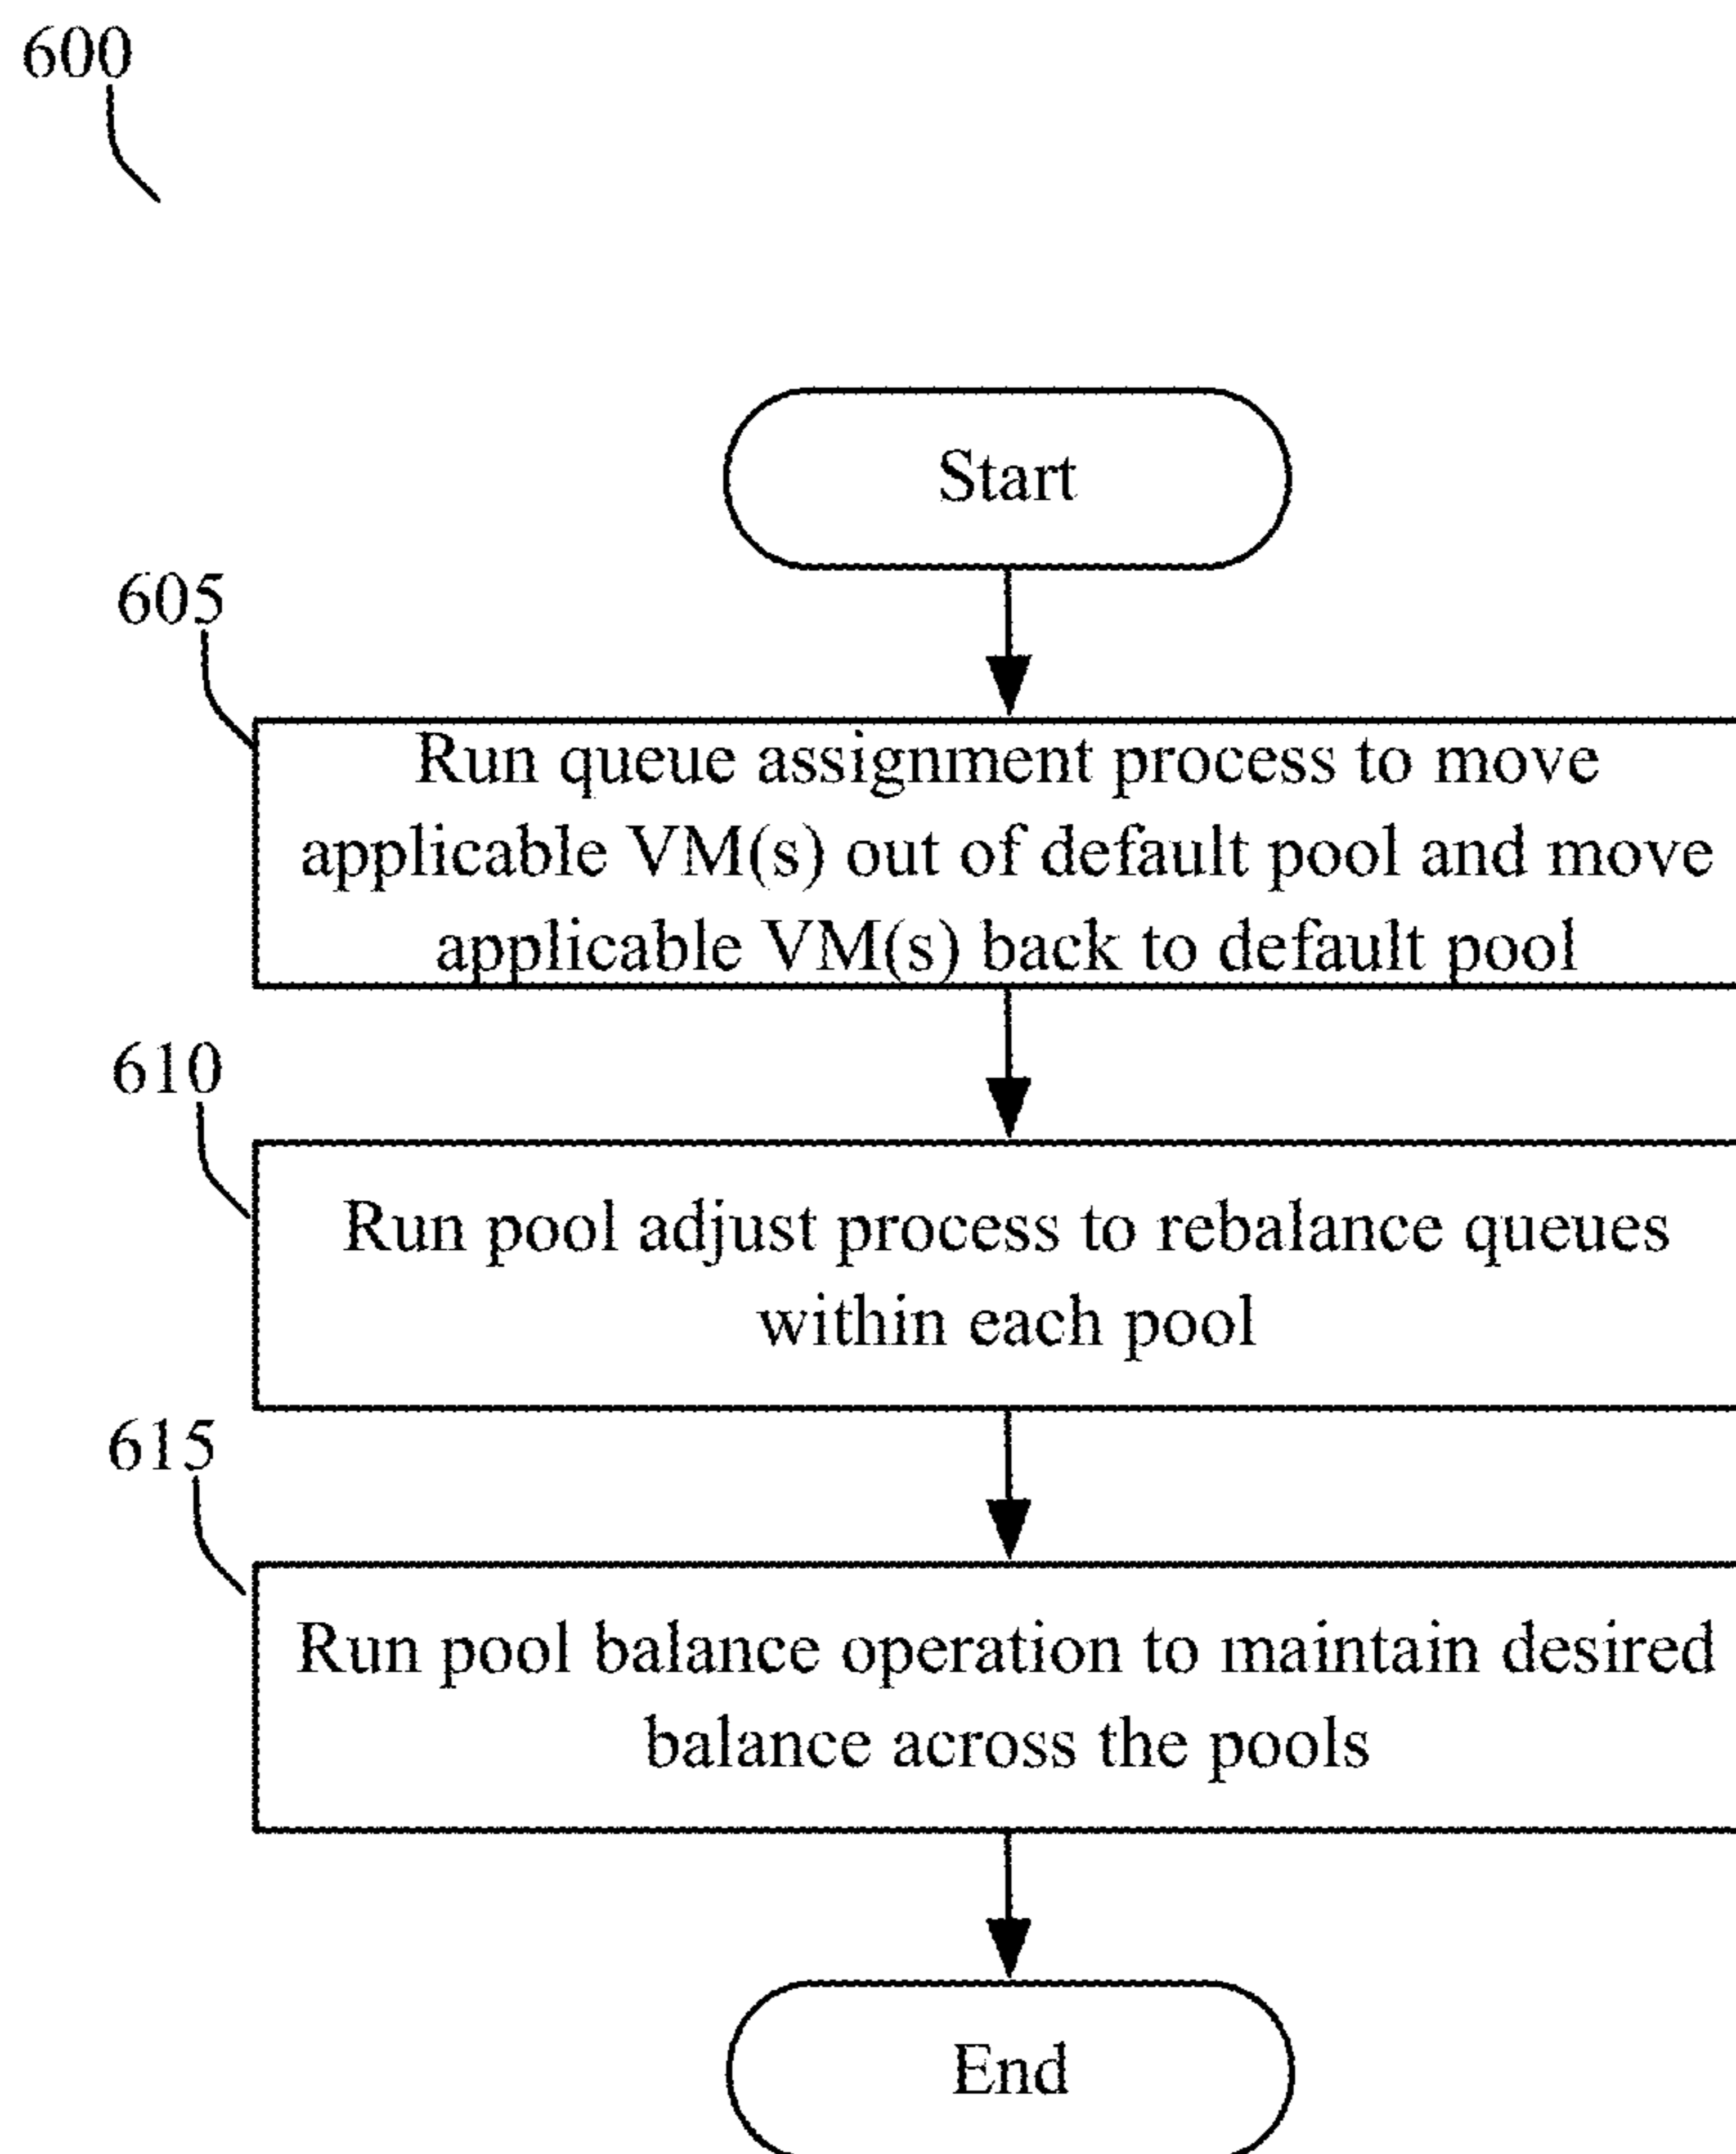 600
Start
605
Run queue assignment process to move
applicable VM(s) out of default pool and move
applicable VM(s) back to default pool
610
Run pool adjust process to rebalance queues
within each pool
615
Run pool balance operation to maintain desired
balance across the pools
End